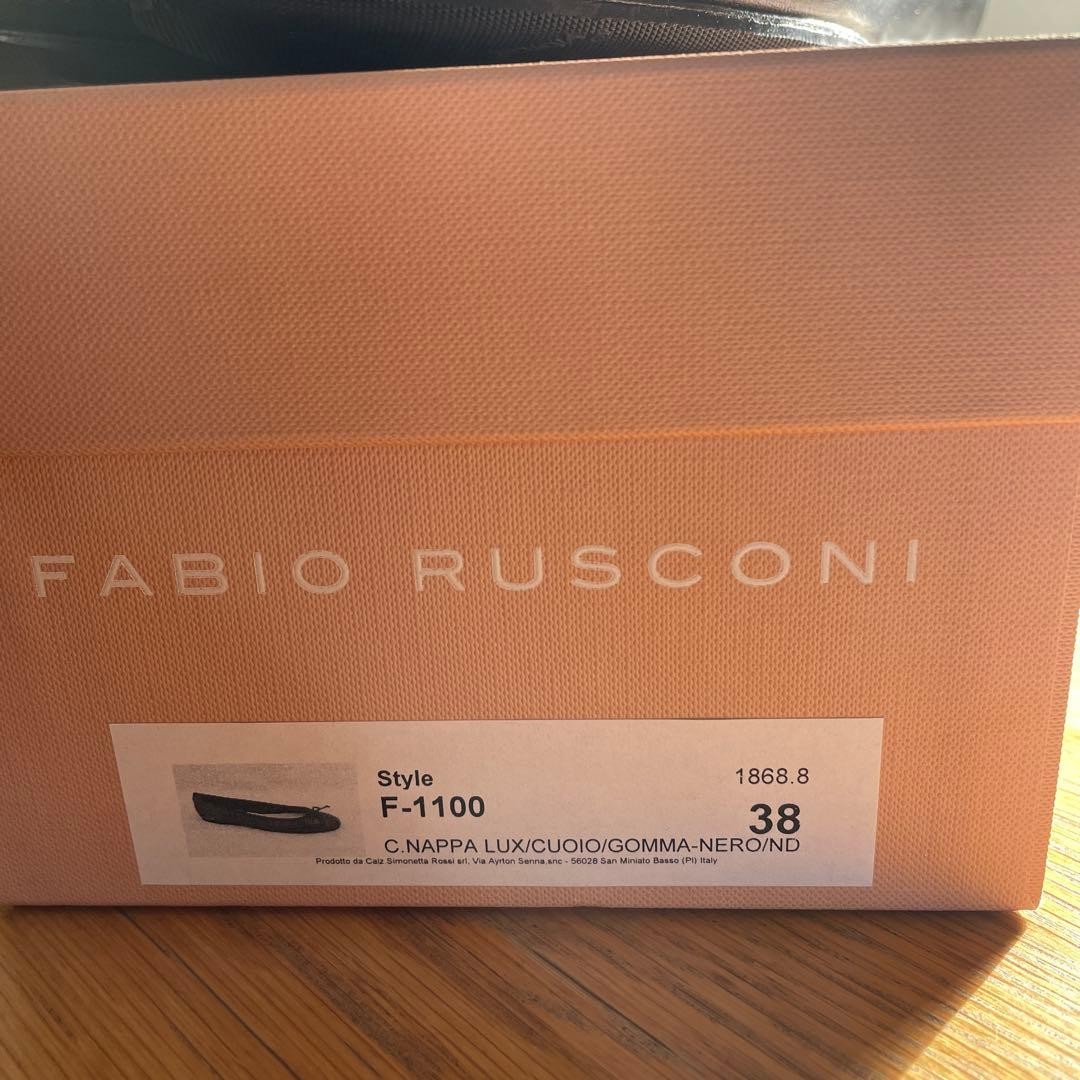 FABIO RUSCONI
Style 1868.8
F-1100 38
C.NAPPA LUX/CUOIO/GOMMA-NERO/ND
Prodotto da Calz Simonetta Rossi srl, Via Ayrton Senna,snc - 56028 San Miniato Basso (PI) Italy